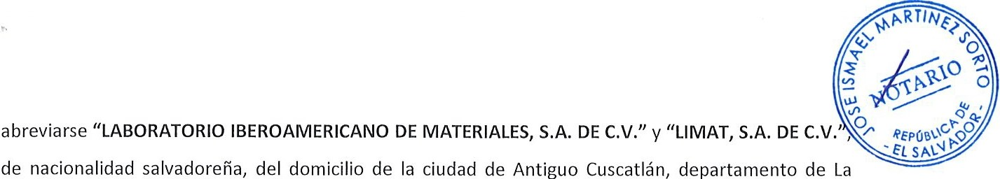 JOSE ISMAEL MARTINEZ SORTO
NOTARIO
REPÚBLICA DE
- EL SALVADOR -
abreviarse “LABORATORIO IBEROAMERICANO DE MATERIALES, S.A. DE C.V.” y “LIMAT, S.A. DE C.V.”,
de nacionalidad salvadoreña, del domicilio de la ciudad de Antiguo Cuscatlán, departamento de La